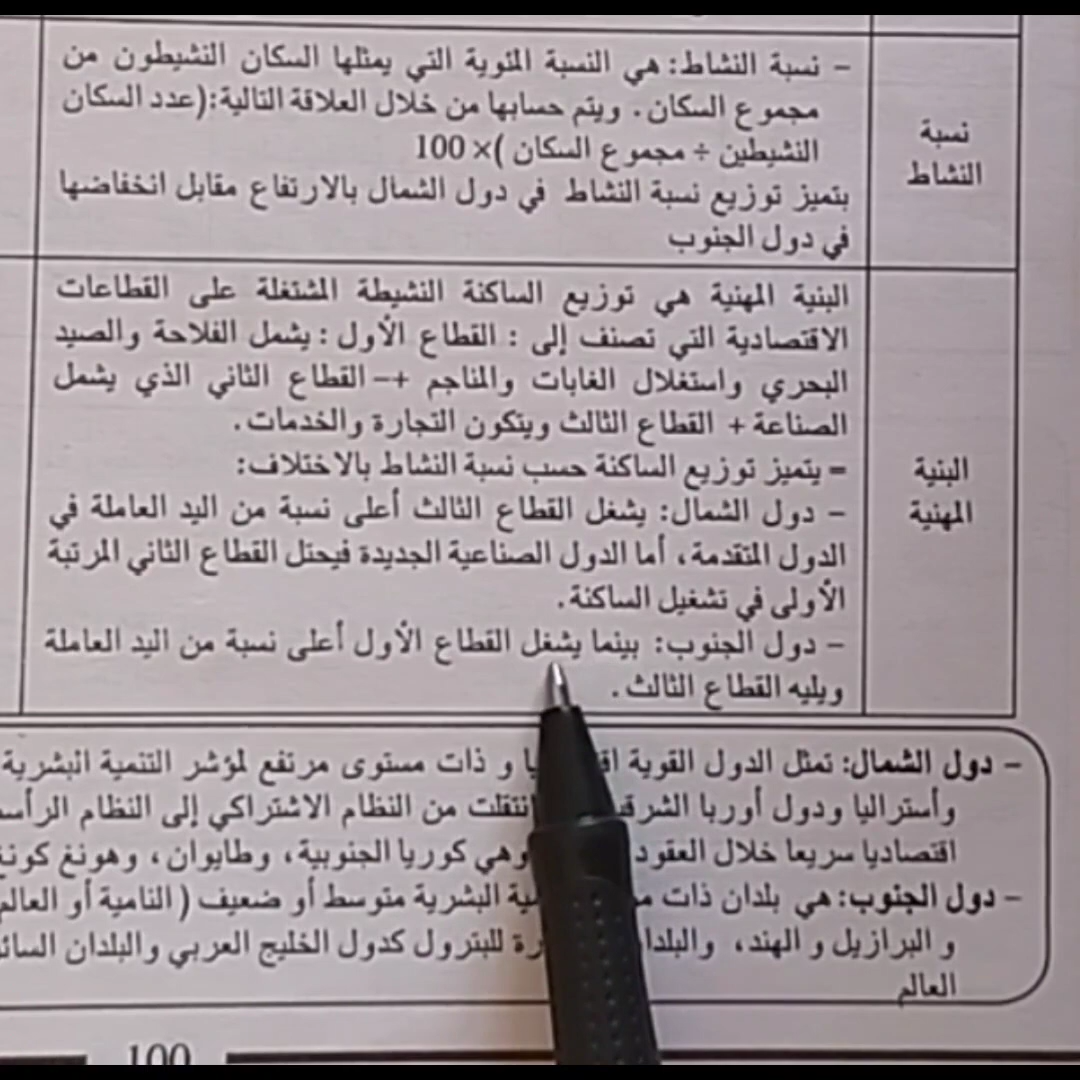 نسبة
النشاط
– نسبة النشاط: هي النسبة المئوية التي يمثلها السكان النشيطون من
مجموع السكان. ويتم حسابها من خلال العلاقة التالية:(عدد السكان
النشيطين ÷ مجموع السكان )× 100
يتميز توزيع نسبة النشاط في دول الشمال بالارتفاع مقابل انخفاضها
في دول الجنوب
البنية
المهنية
البنية المهنية هي توزيع الساكنة النشيطة المشتغلة على القطاعات
الاقتصادية التي تصنف إلى : القطاع الأول : يشمل الفلاحة والصيد
البحري واستغلال الغابات والمناجم +– القطاع الثاني الذي يشمل
الصناعة + القطاع الثالث ويتكون التجارة والخدمات.
= يتميز توزيع الساكنة حسب نسبة النشاط بالاختلاف:
– دول الشمال: يشغل القطاع الثالث أعلى نسبة من اليد العاملة في
الدول المتقدمة، أما الدول الصناعية الجديدة فيحتل القطاع الثاني المرتبة
الأولى في تشغيل الساكنة.
– دول الجنوب: بينما يشغل القطاع الأول أعلى نسبة من اليد العاملة
ويليه القطاع الثالث.
– دول الشمال: تمثل الدول القوية و ذات مستوى مرتفع لمؤشر التنمية البشرية
وأستراليا ودول أوربا انتقلت من النظام الاشتراكي إلى النظام
اقتصاديا سريعا خلال العقود وهي كوريا الجنوبية، وطايوان، وهونغ كونغ
– دول الجنوب: هي بلدان ذات البشرية متوسط أو ضعيف (النامية أو العالم
و البرازيل و الهند، للبترول كدول الخليج العربي والبلدان
العالم
100